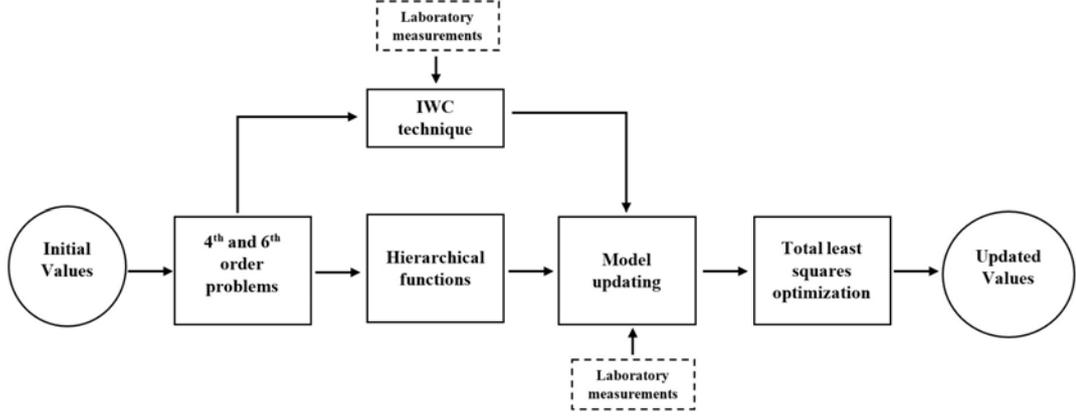 Laboratory
measurements
IWC
technique
Initial
Values
4th and 6th
order
problems
Hierarchical
functions
Model
updating
Total least
squares
optimization
Updated
Values
Laboratory
measurements